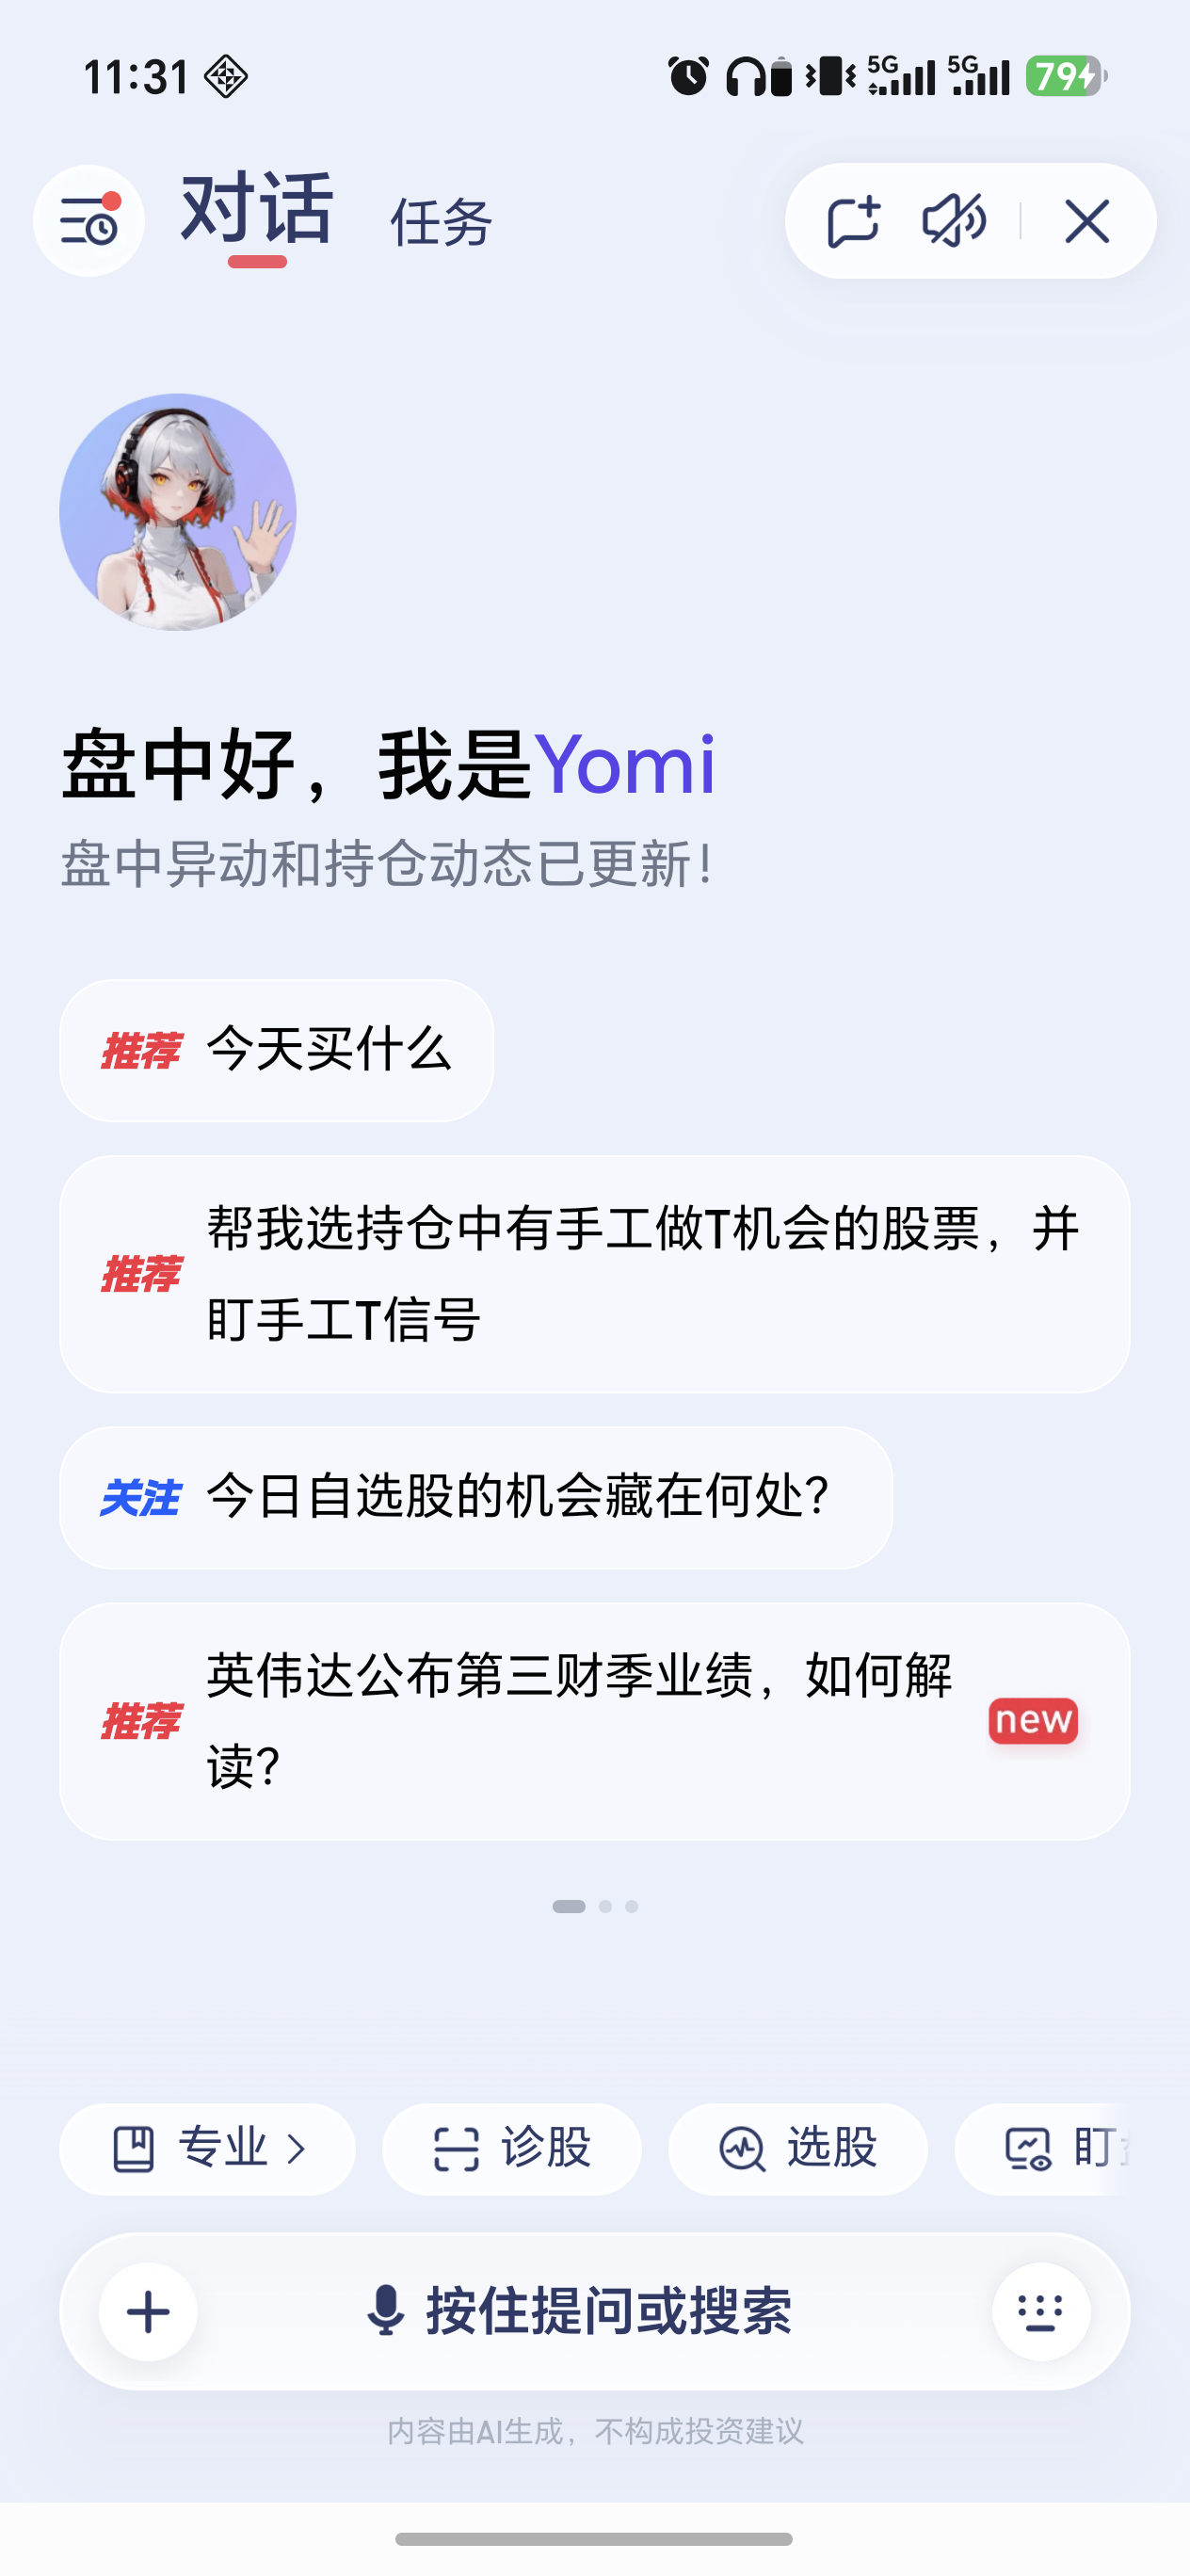 11:31
5G 5G 79
对话 任务
盘中好，我是Yomi
盘中异动和持仓动态已更新！
推荐 今天买什么
帮我选持仓中有手工做T机会的股票，并
推荐
盯手工T信号
关注 今日自选股的机会藏在何处？
英伟达公布第三财季业绩，如何解
推荐 new
读？
专业 诊股 选股 盯
按住提问或搜索
内容由AI生成，不构成投资建议